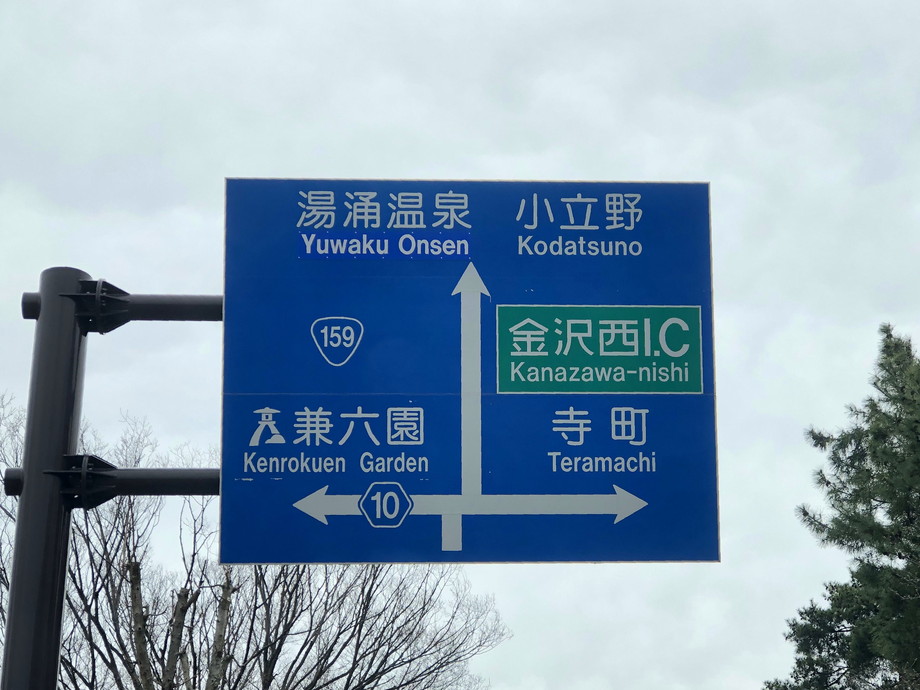 湯涌温泉 小立野
Yuwaku Onsen Kodatsuno
159
金沢西I.C
Kanazawa-nishi
兼六園 寺町
Kenrokuen Garden Teramachi
10